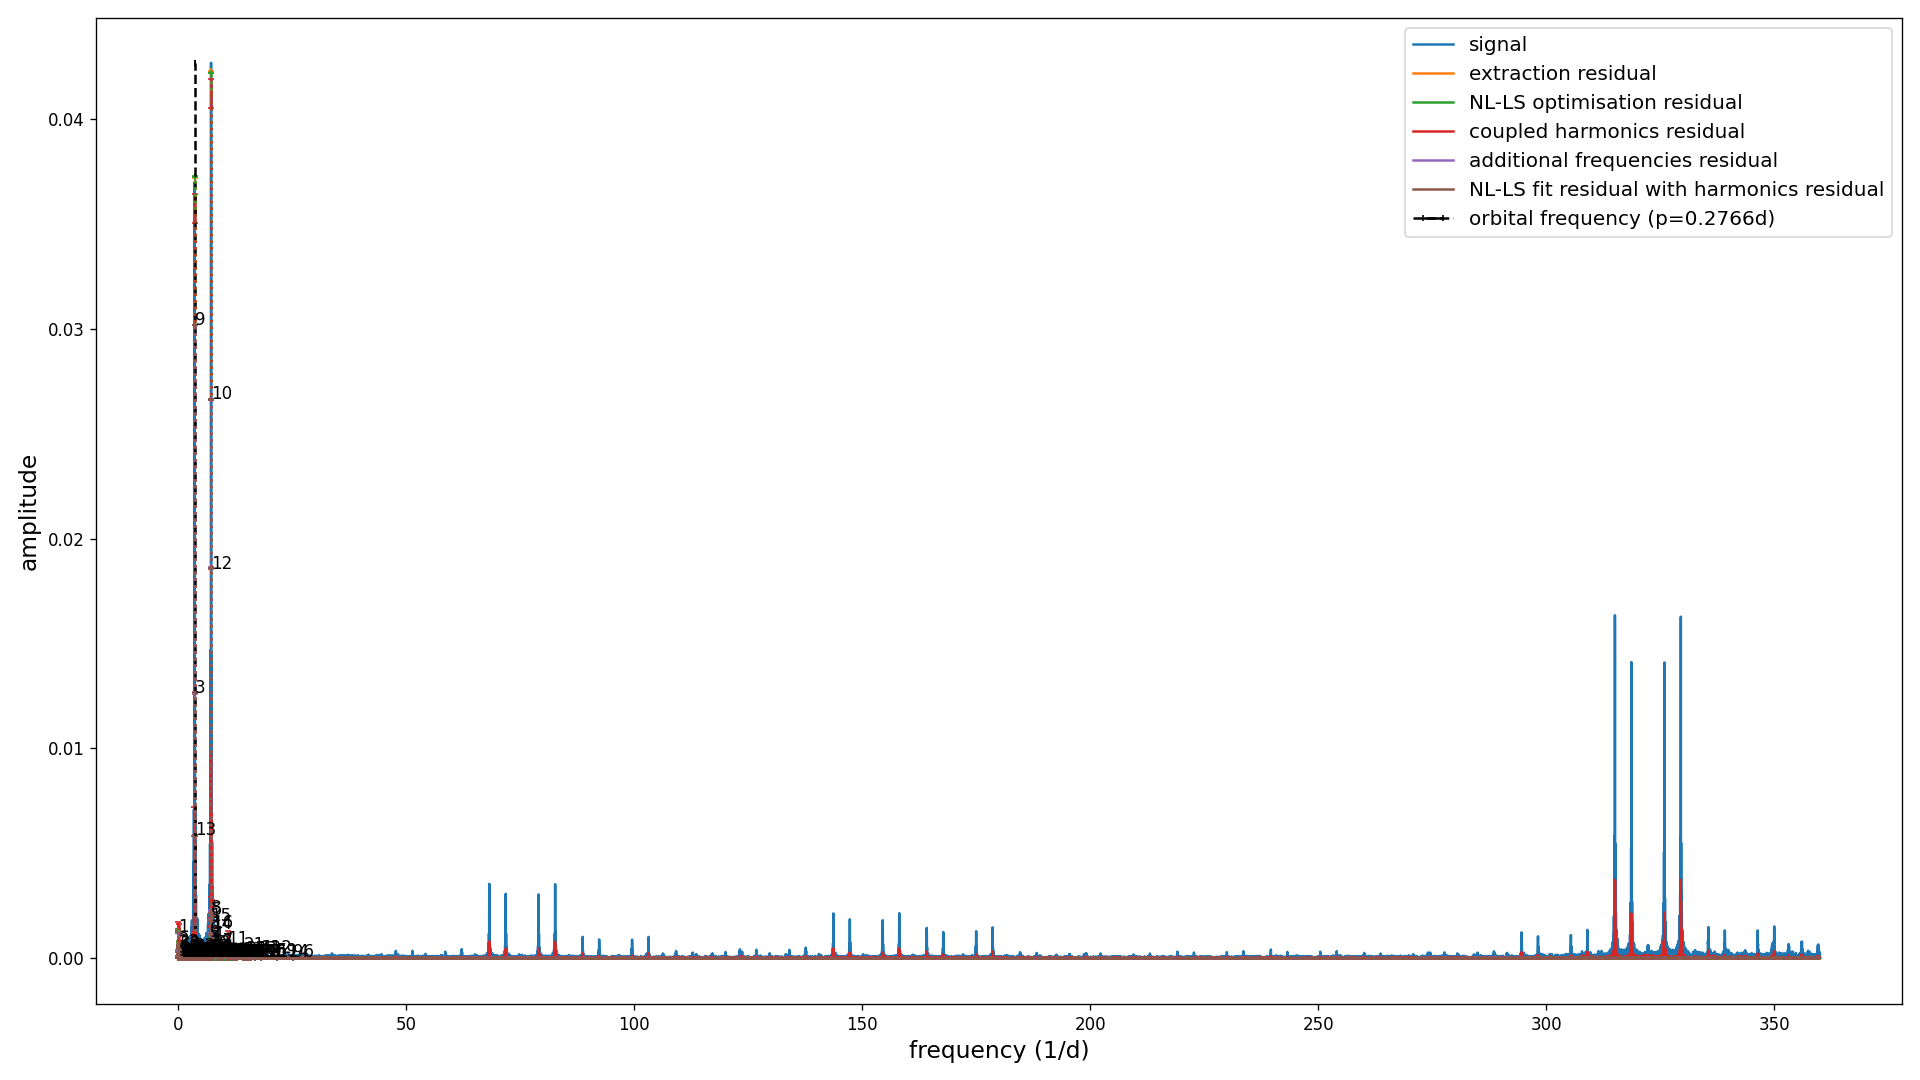 signal
extraction residual
NL-LS optimisation residual
coupled harmonics residual
additional frequencies residual
NL-LS fit residual with harmonics residual
orbital frequency (p=0.2766d)
amplitude
0.04
0.03
0.02
0.01
0.00
9
10
12
3
13
0
50
100
150
200
250
300
350
frequency (1/d)